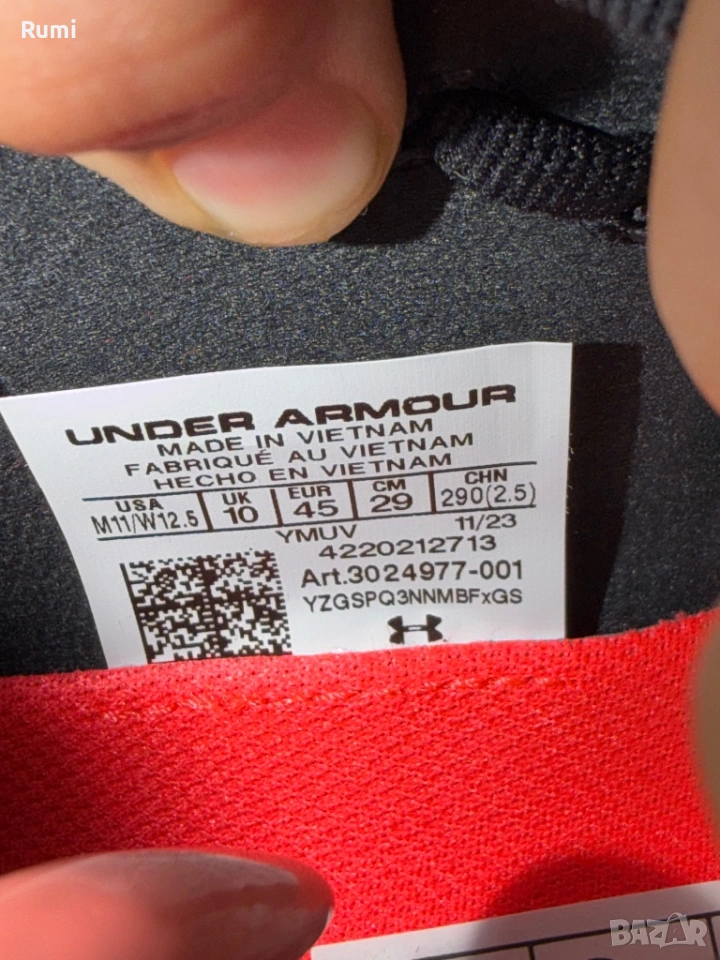 Rumi
UNDER ARMOUR
MADE IN VIETNAM
FABRIQUÉ AU VIETNAM
HECHO EN VIETNAM
USA UK EUR CM CHN
M11/W12.5 10 45 29 290(2.5)
YMUV 11/23
4220212713
Art.3024977-001
YZGSPQ3NNMBFxGS
BAZAR